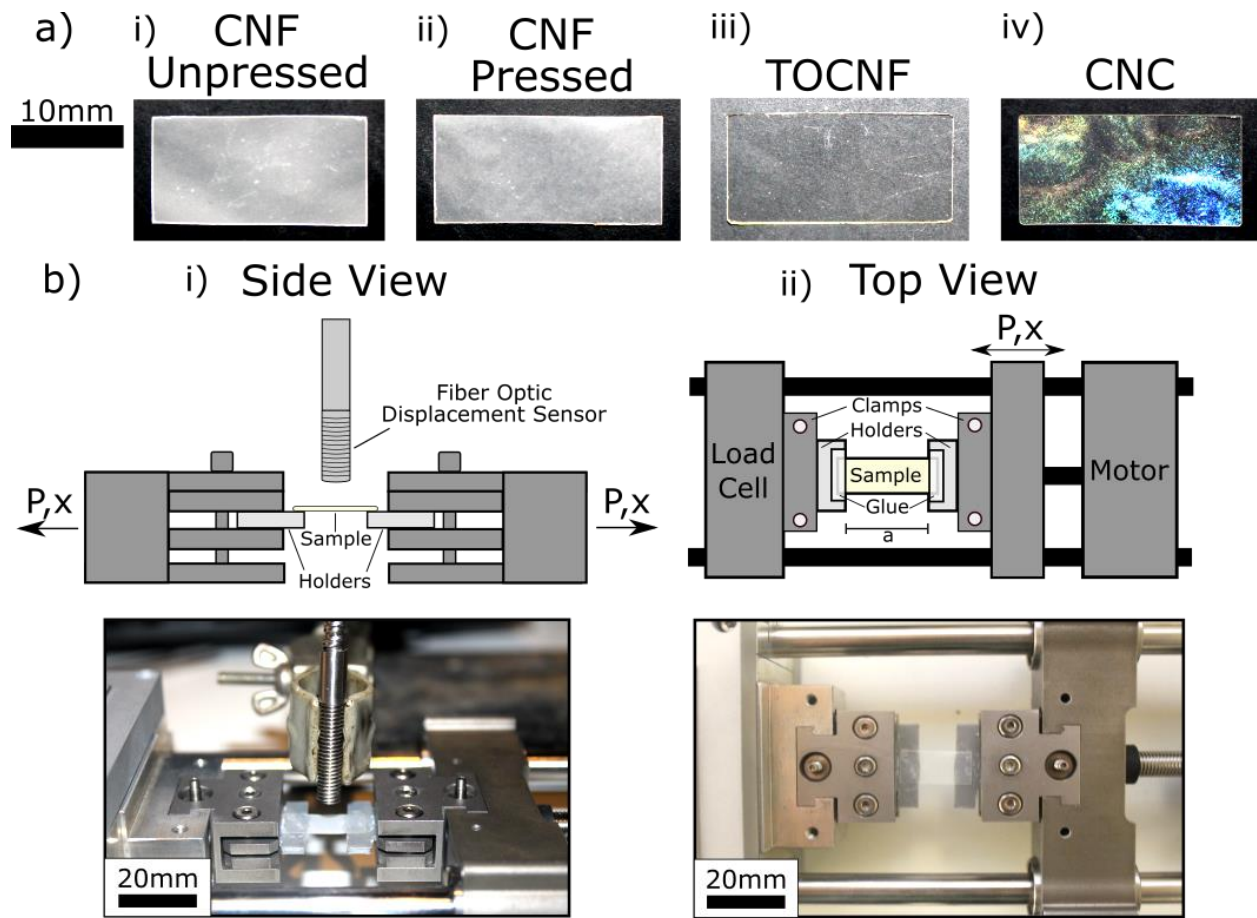 a)
i)
CNF
Unpressed
ii)
CNF
Pressed
iii)
TOCNF
iv)
CNC
10mm
b)
i)
Side View
Fiber Optic
Displacement Sensor
P,x
P,x
Sample
Holders
ii)
Top View
P,x
Clamps
Holders
Load
Cell
Sample
Motor
Glue
a
20mm
20mm